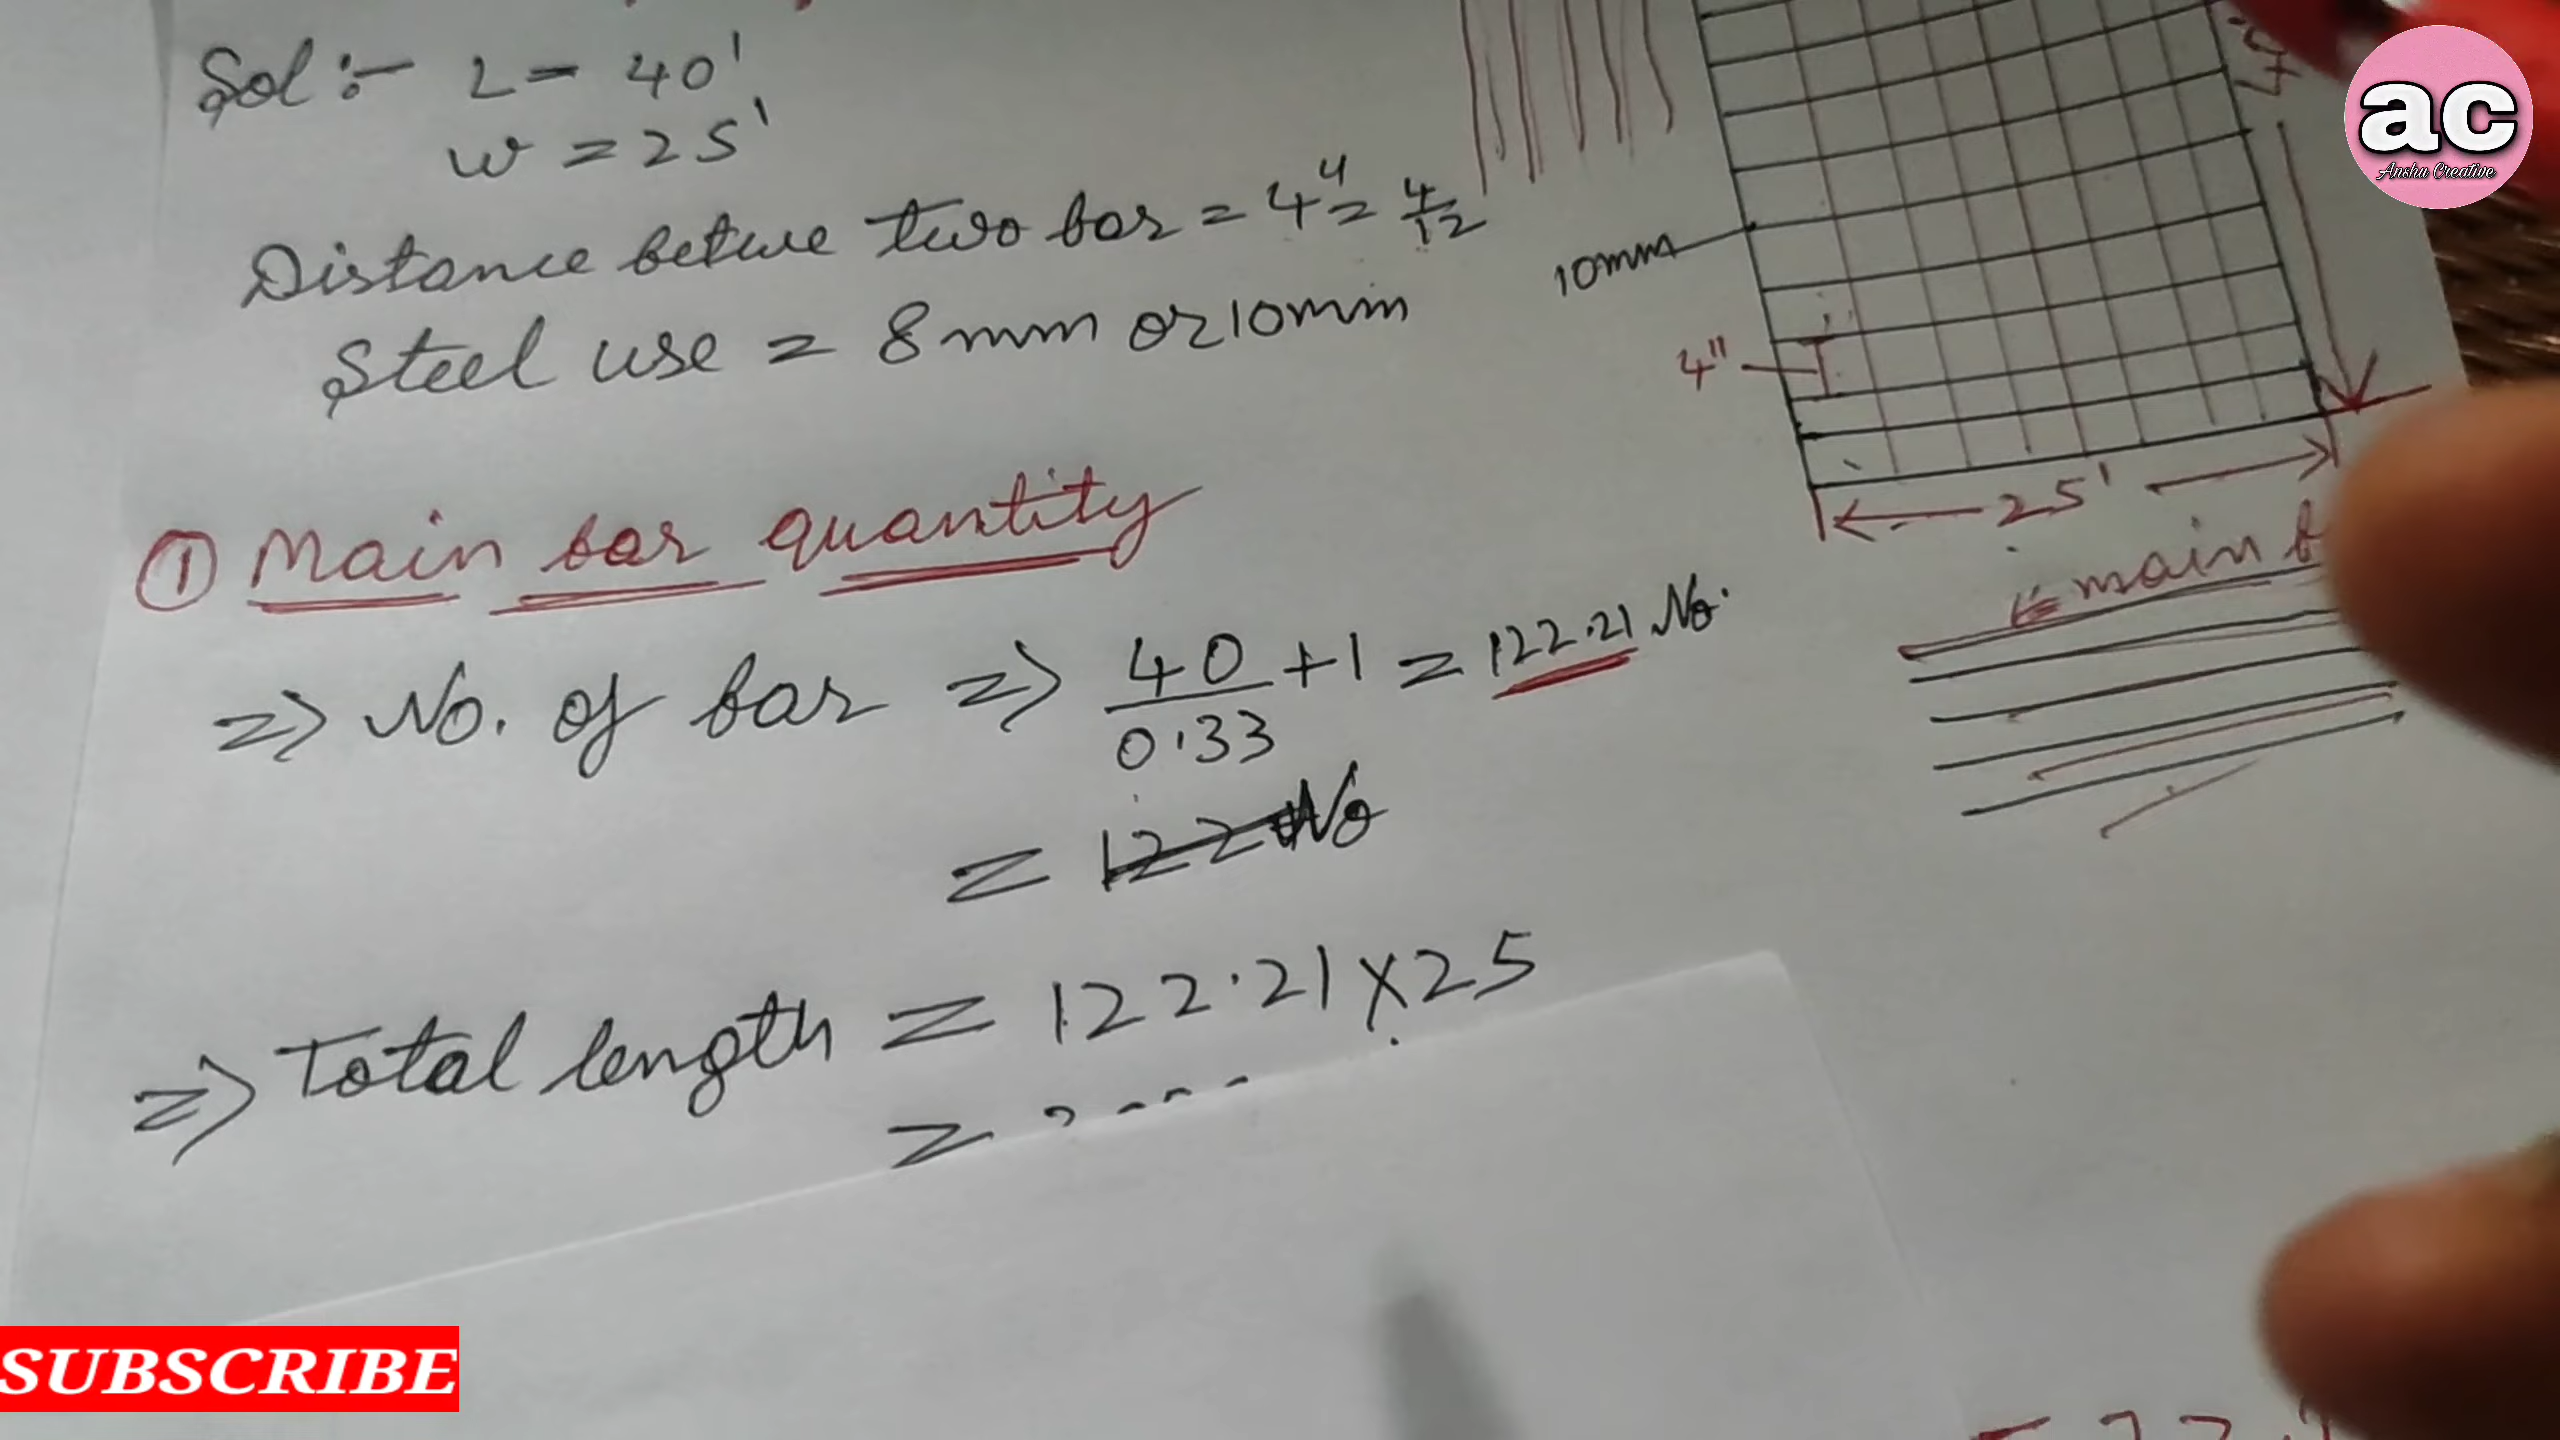 Sol :- L = 40'
w = 25'
Distance betwe two bar = 4" = 4/12
Steel use = 8mm or 10mm
① Main bar quantity
=> No. of bar => 40/0.33 + 1 = 122.21 No.
= 122 No
=> Total length = 122.21 x 25
=
10mm
4"
25'
main
ac
Anshu Creative
SUBSCRIBE